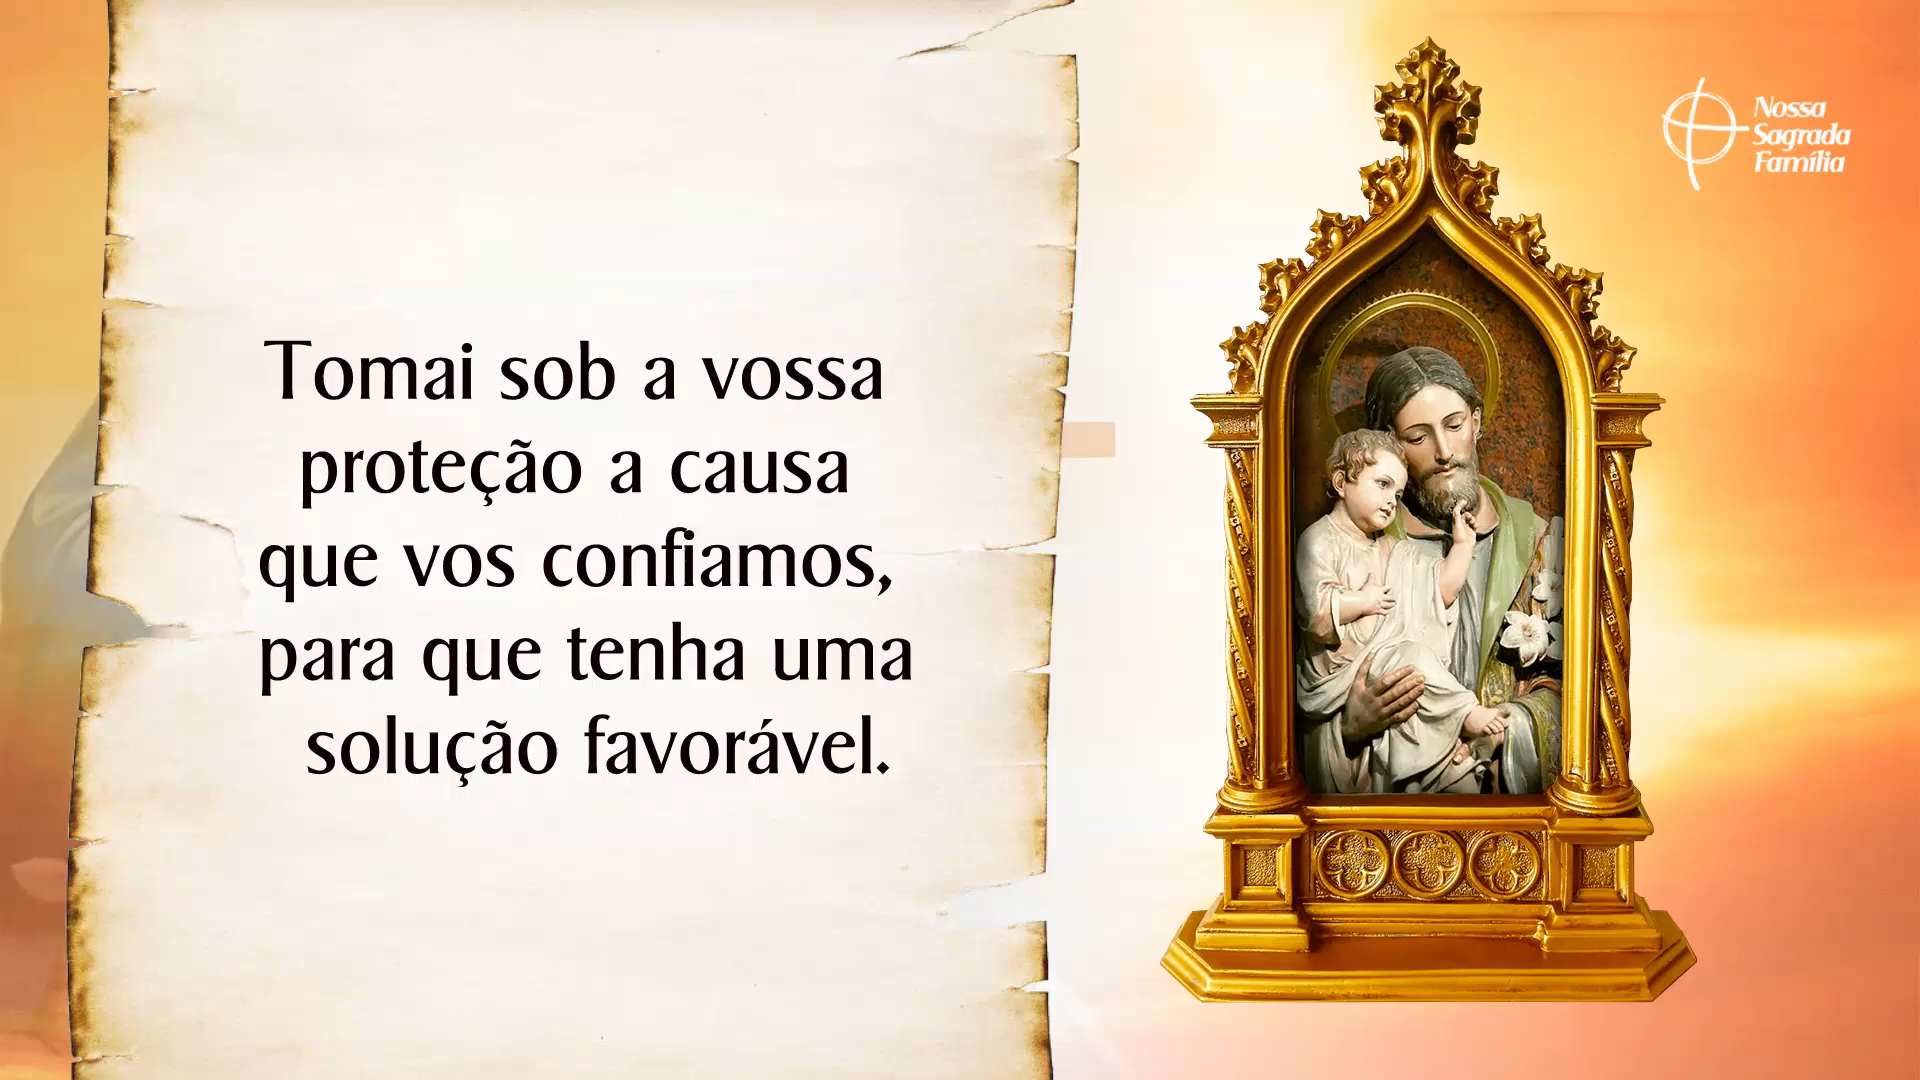 Tomai sob a vossa
proteção a causa
que vos confiamos,
para que tenha uma
solução favorável.
Nossa
Sagrada
Família